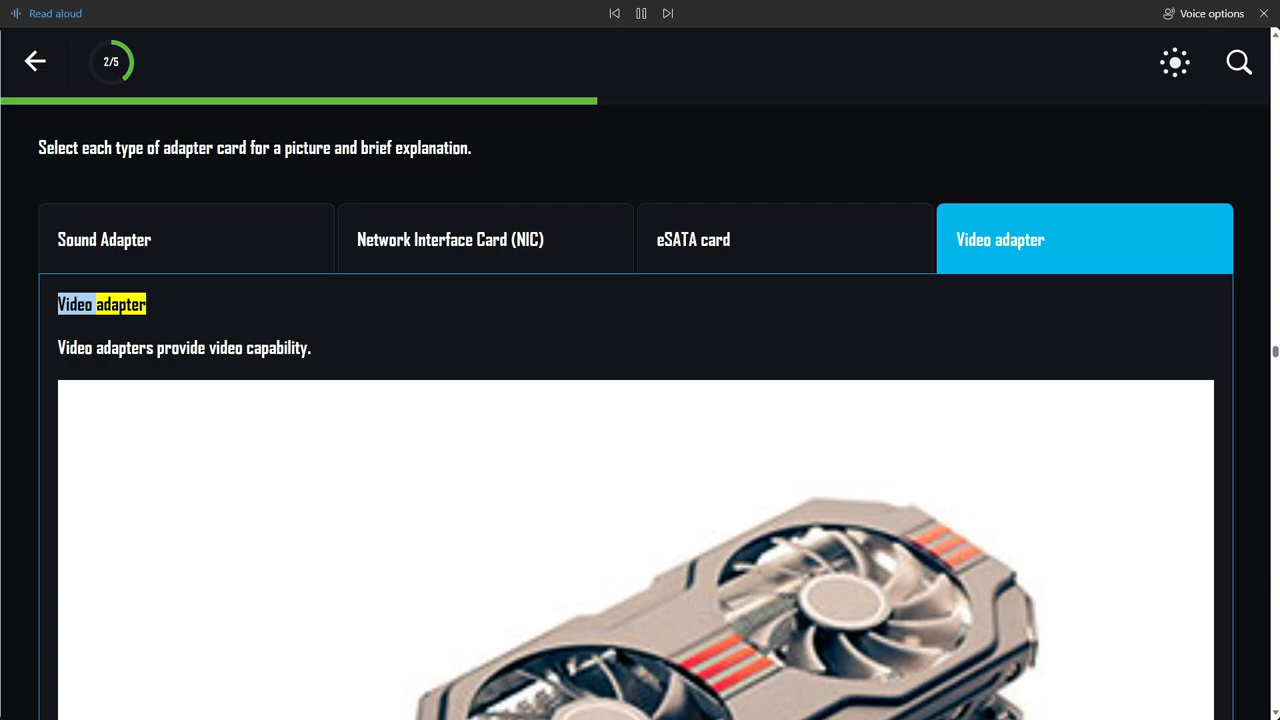 Read aloud
Voice options
2/5
Select each type of adapter card for a picture and brief explanation.
Sound Adapter
Network Interface Card (NIC)
eSATA card
Video adapter
Video adapter
Video adapters provide video capability.